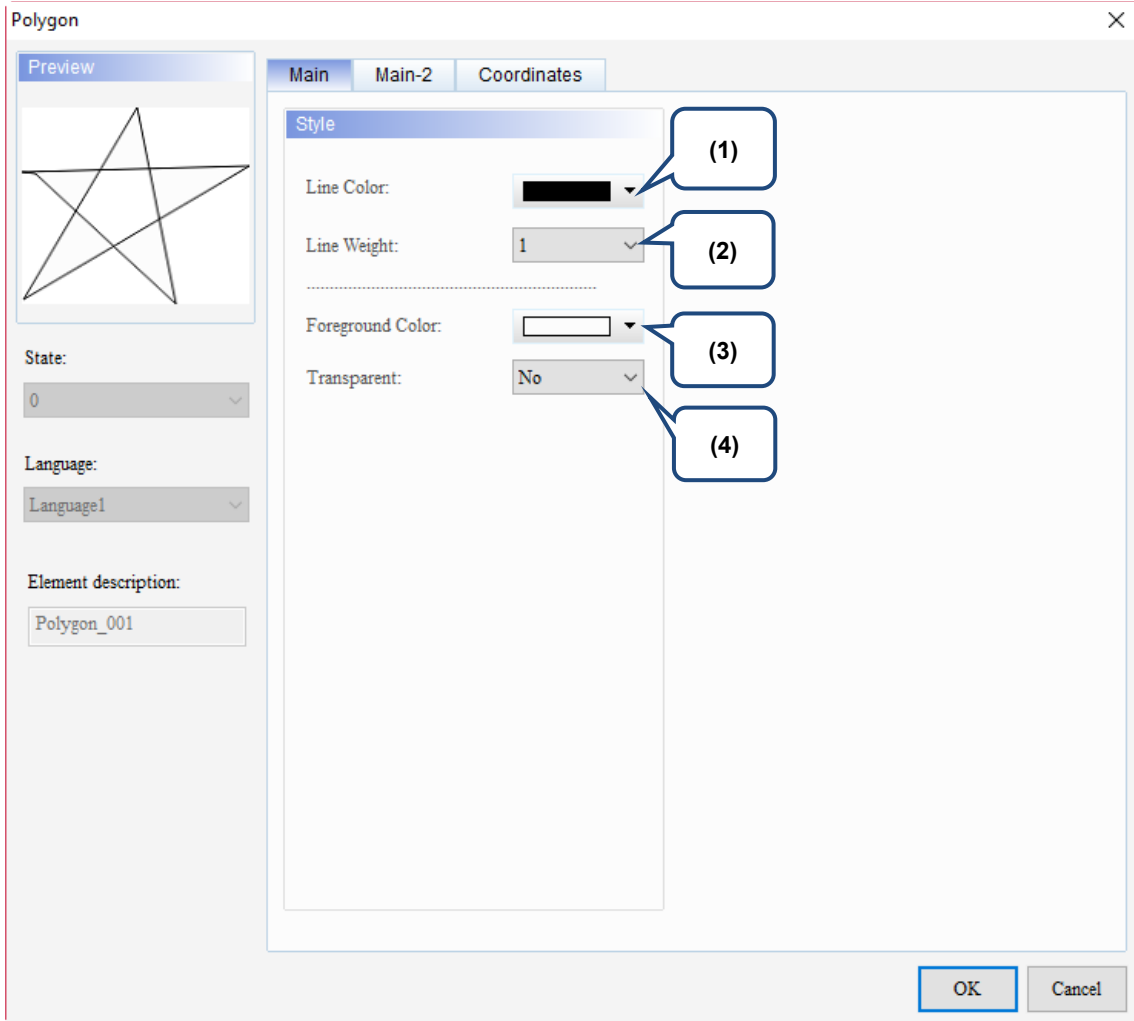 Polygon
Preview
Main Main-2 Coordinates
Style
(1)
Line Color:
Line Weight: 1
(2)
Foreground Color:
(3)
Transparent: No
(4)
State:
0
Language:
Language1
Element description:
Polygon_001
OK Cancel